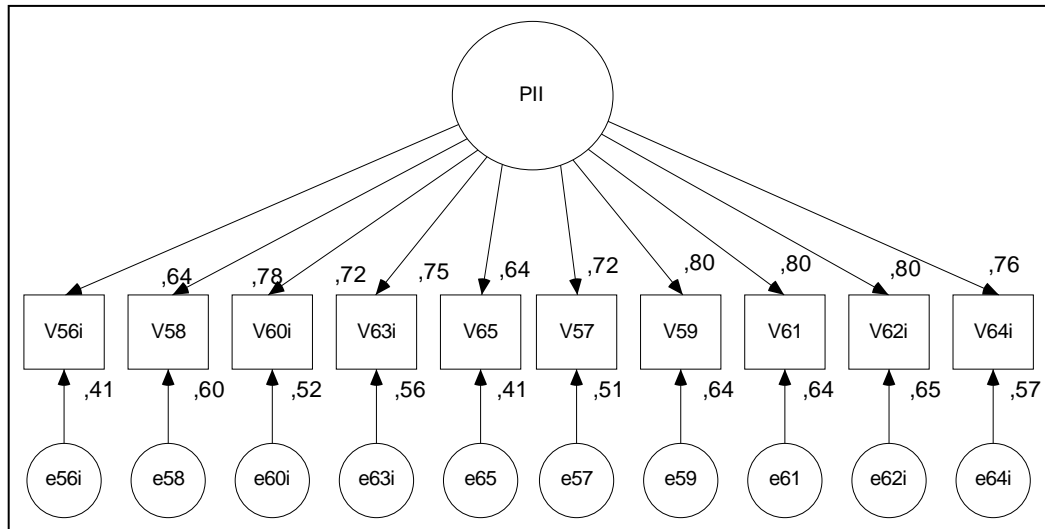 PII
,64 ,78 ,72 ,75 ,64 ,72 ,80 ,80 ,80 ,76
V56i V58 V60i V63i V65 V57 V59 V61 V62i V64i
,41 ,60 ,52 ,56 ,41 ,51 ,64 ,64 ,65 ,57
e56i e58 e60i e63i e65 e57 e59 e61 e62i e64i